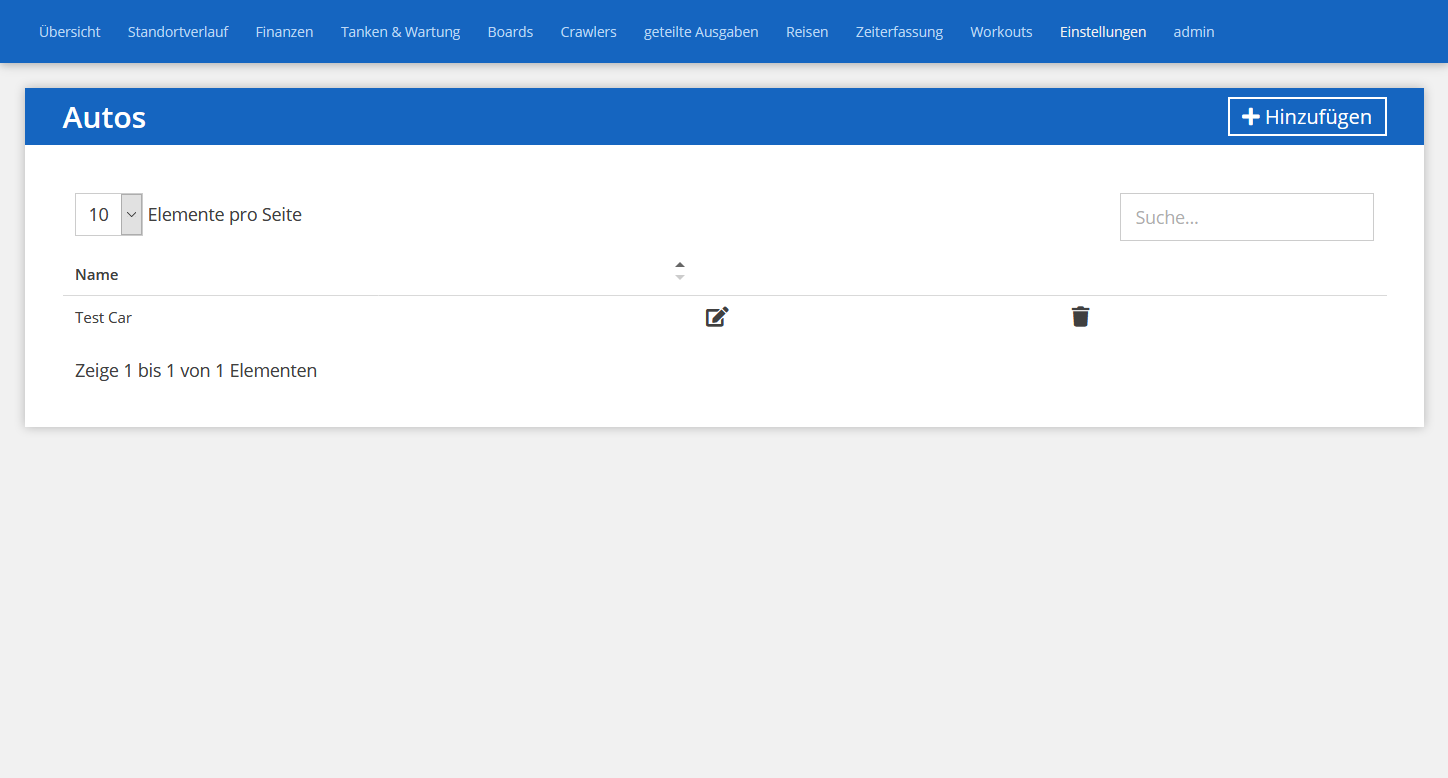 Übersicht Standortverlauf Finanzen Tanken & Wartung Boards Crawlers geteilte Ausgaben Reisen Zeiterfassung Workouts Einstellungen admin
Autos Hinzufügen
10 Elemente pro Seite Suche...
Name
Test Car
Zeige 1 bis 1 von 1 Elementen